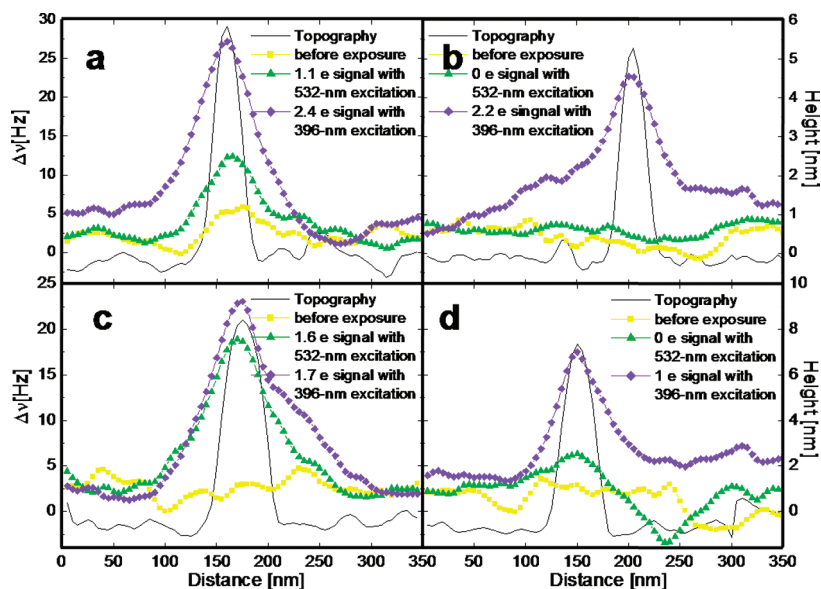 a
Topography
before exposure
1.1 e signal with
532-nm excitation
2.4 e signal with
396-nm excitation
Δν[Hz]
30
25
20
15
10
5
0
b
Topography
before exposure
0 e signal with
532-nm excitation
2.2 e singnal with
396-nm excitation
Height [nm]
6
5
4
3
2
1
0
c
Topography
before exposure
1.6 e signal with
532-nm excitation
1.7 e signal with
396-nm excitation
Δν[Hz]
25
20
15
10
5
0
0 50 100 150 200 250 300
Distance [nm]
d
Topography
before exposure
0 e signal with
532-nm excitation
1 e signal with
396-nm excitation
Height [nm]
10
8
6
4
2
0
50 100 150 200 250 300 350
Distance [nm]